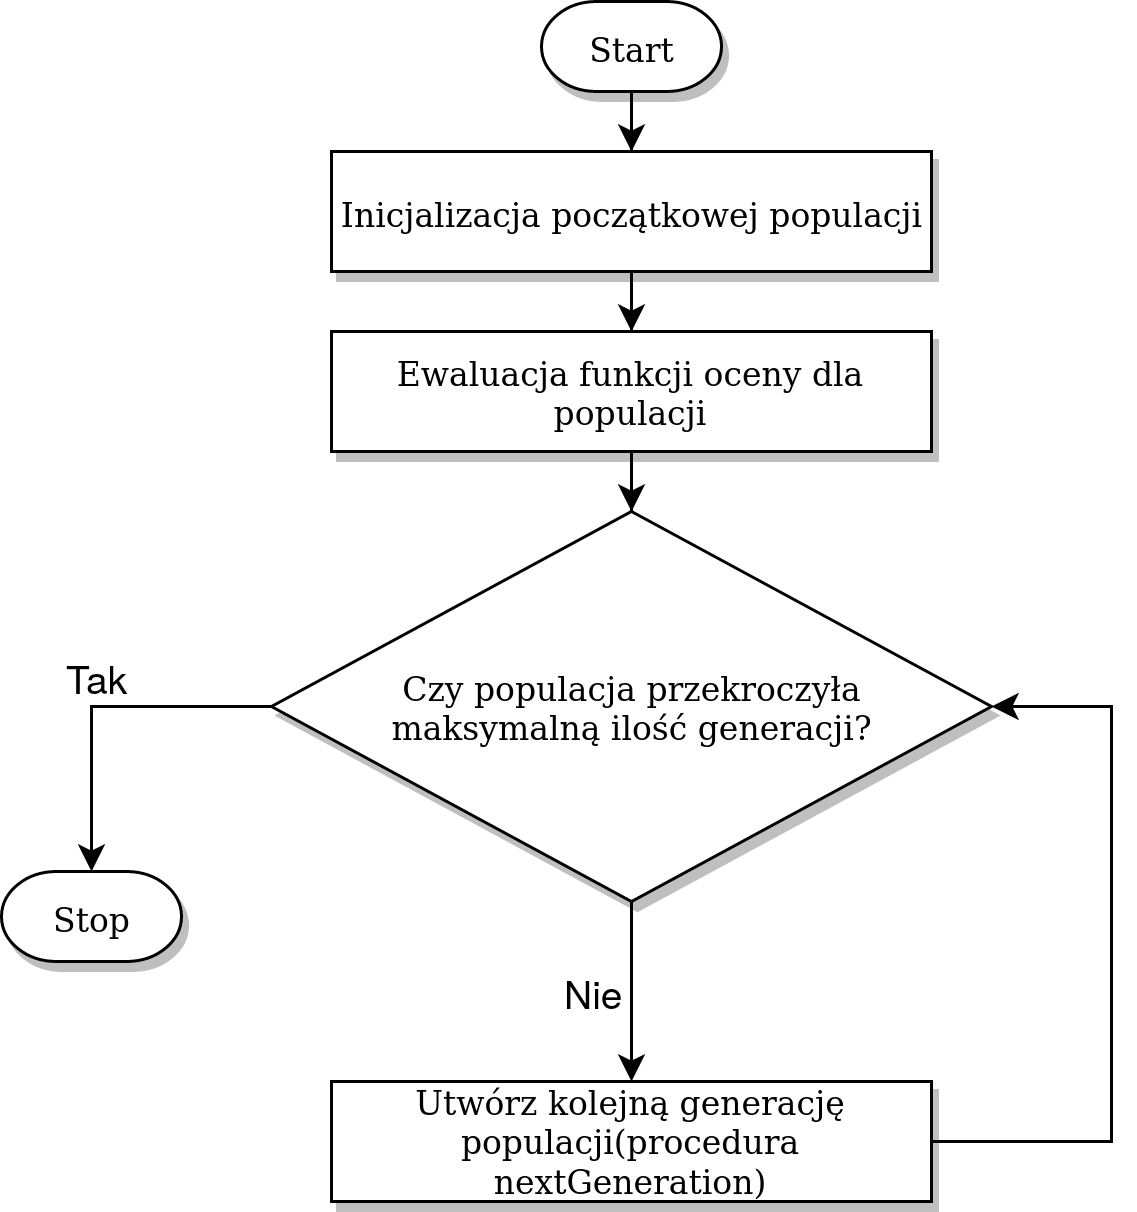 Start
Inicjalizacja początkowej populacji
Ewaluacja funkcji oceny dla
populacji
Czy populacja przekroczyła
maksymalną ilość generacji?
Tak
Stop
Nie
Utwórz kolejną generację
populacji(procedura
nextGeneration)